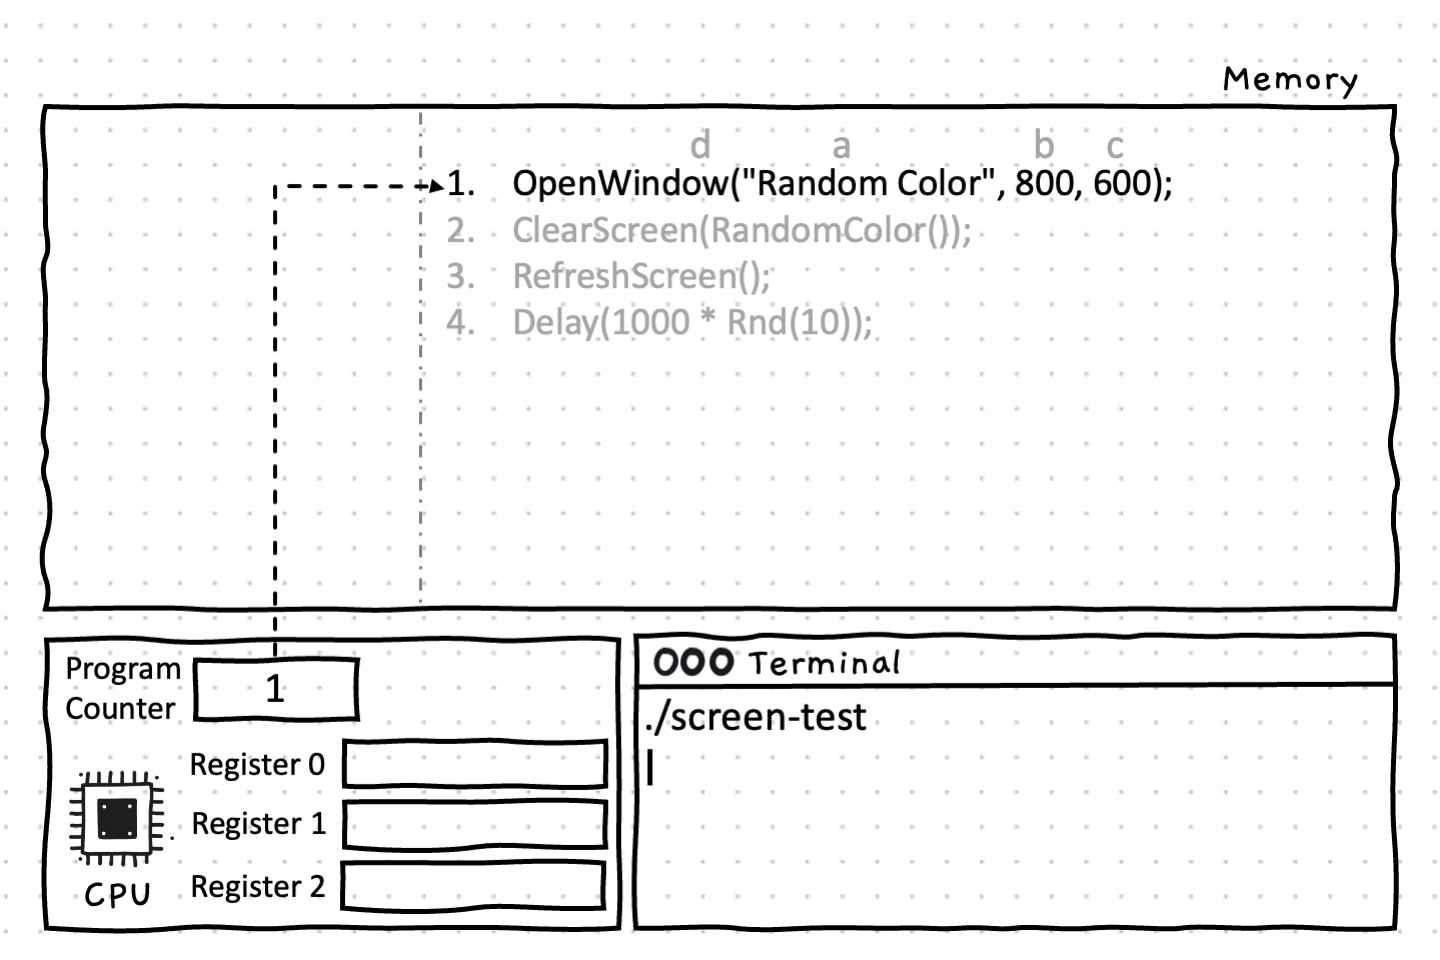 Memory
d a b c
1. OpenWindow("Random Color", 800, 600);
2. ClearScreen(RandomColor());
3. RefreshScreen();
4. Delay(1000 * Rnd(10));
Program
Counter
1
Register 0
Register 1
Register 2
CPU
Terminal
./screen-test